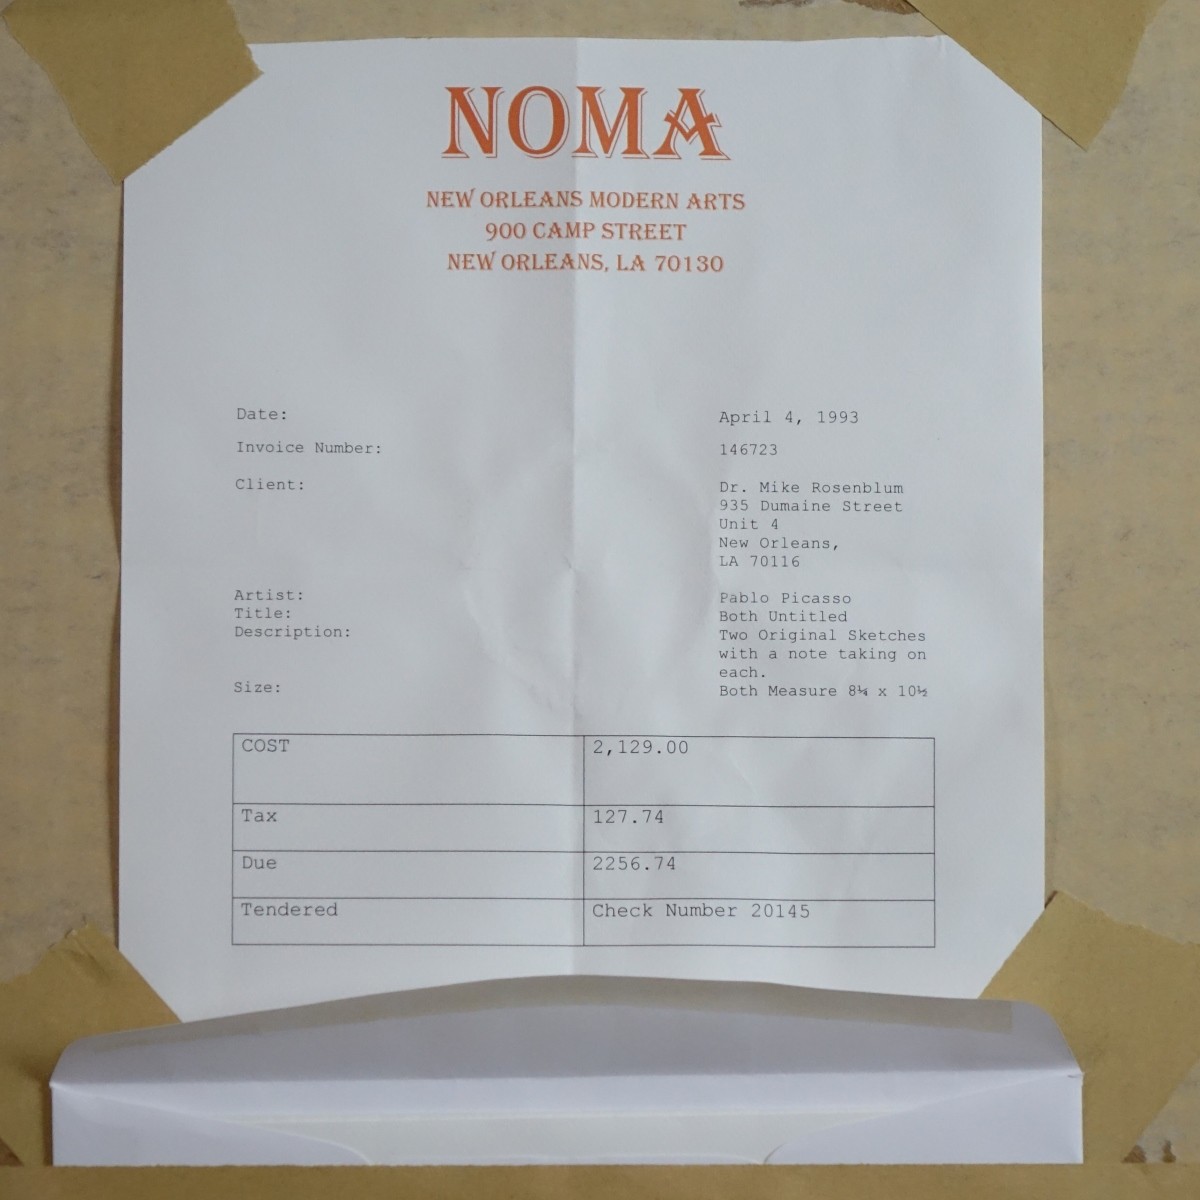 NOMA
NEW ORLEANS MODERN ARTS
900 CAMP STREET
NEW ORLEANS, LA 70130
Date: April 4, 1993
Invoice Number: 146723
Client: Dr. Mike Rosenblum
935 Dumaine Street
Unit 4
New Orleans,
LA 70116
Artist: Pablo Picasso
Title: Both Untitled
Description: Two Original Sketches
with a note taking on
each.
Size: Both Measure 8¼ x 10½
COST 2,129.00
Tax 127.74
Due 2256.74
Tendered Check Number 20145